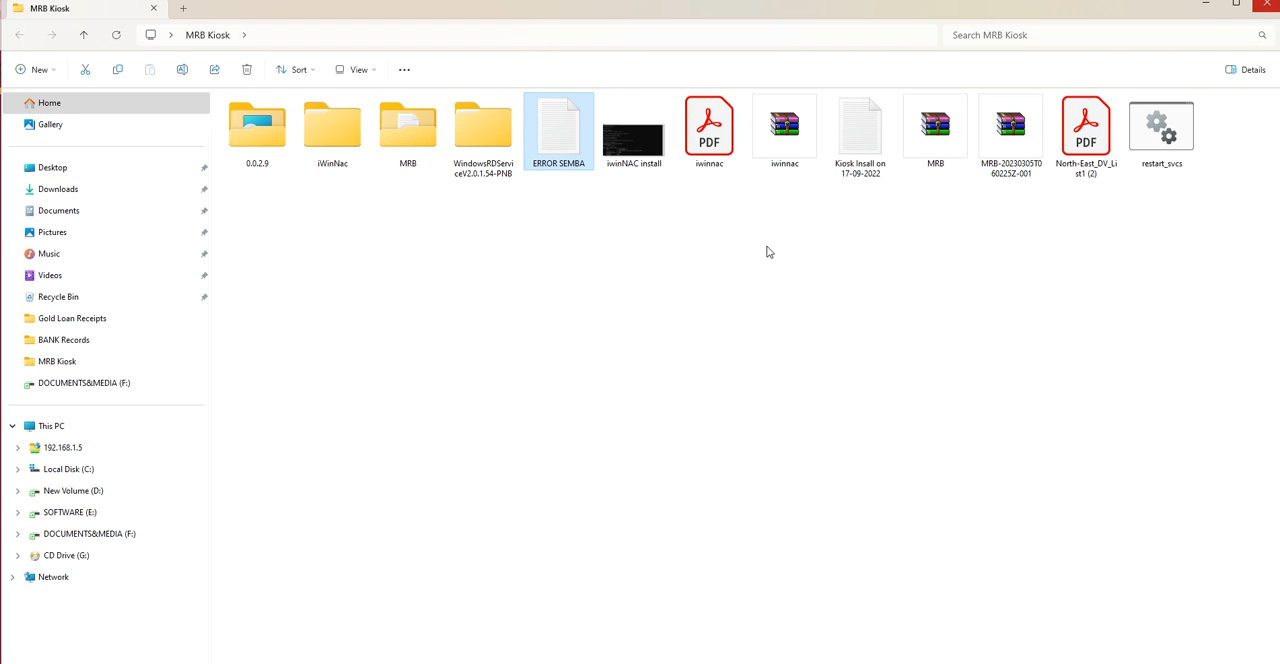 MRB Kiosk
MRB Kiosk
Search MRB Kiosk
New
Sort
View
Details
Home
Gallery
Desktop
Downloads
Documents
Pictures
Music
Videos
Recycle Bin
Gold Loan Receipts
BANK Records
MRB Kiosk
DOCUMENTS&MEDIA (F:)
This PC
192.168.1.5
Local Disk (C:)
New Volume (D:)
SOFTWARE (E:)
DOCUMENTS&MEDIA (F:)
CD Drive (G:)
Network
0.0.2.9
iWinNac
MRB
WindowsRDServi
ceV2.0.1.54-PNB
ERROR SEMBA
iwinNAC install
PDF
iwinnac
iwinnac
Kiosk Insall on
17-09-2022
MRB
MRB-20230305T0
60225Z-001
PDF
North-East_DV_Li
st1 (2)
restart_svcs